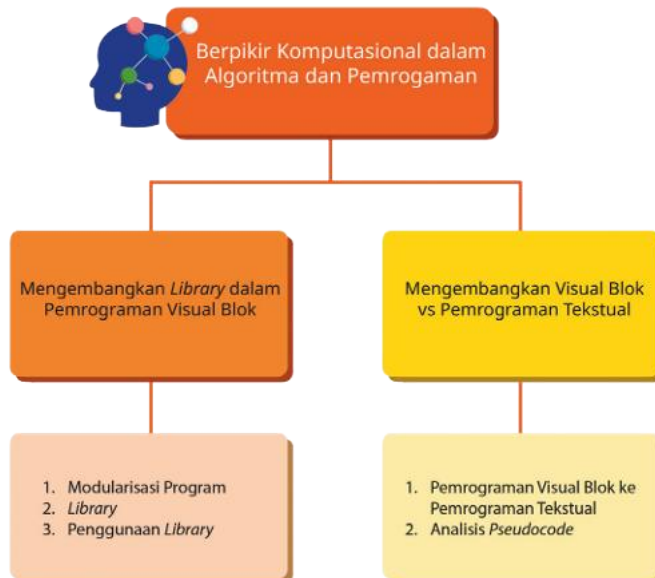 Berpikir Komputasional dalam
Algoritma dan Pemrogaman
Mengembangkan Library dalam
Pemrograman Visual Blok
Mengembangkan Visual Blok
vs Pemrograman Tekstual
1. Modularisasi Program
2. Library
3. Penggunaan Library
1. Pemrograman Visual Blok ke
Pemrograman Tekstual
2. Analisis Pseudocode